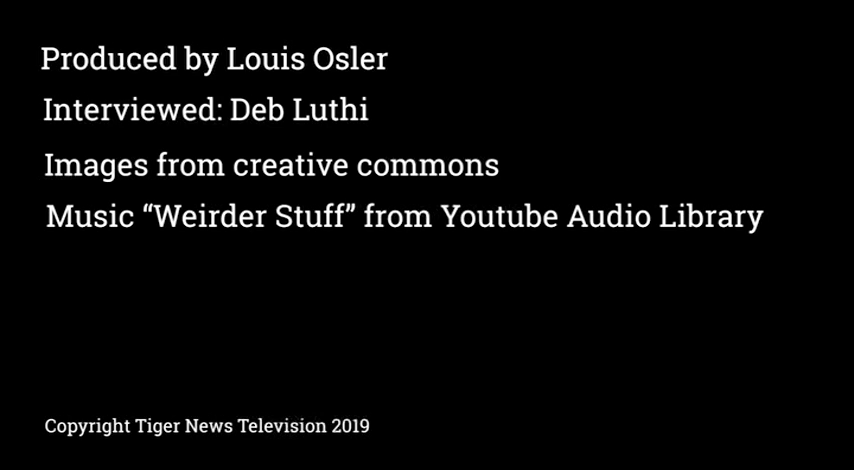 Produced by Louis Osler
Interviewed: Deb Luthi
Images from creative commons
Music “Weirder Stuff” from Youtube Audio Library
Copyright Tiger News Television 2019